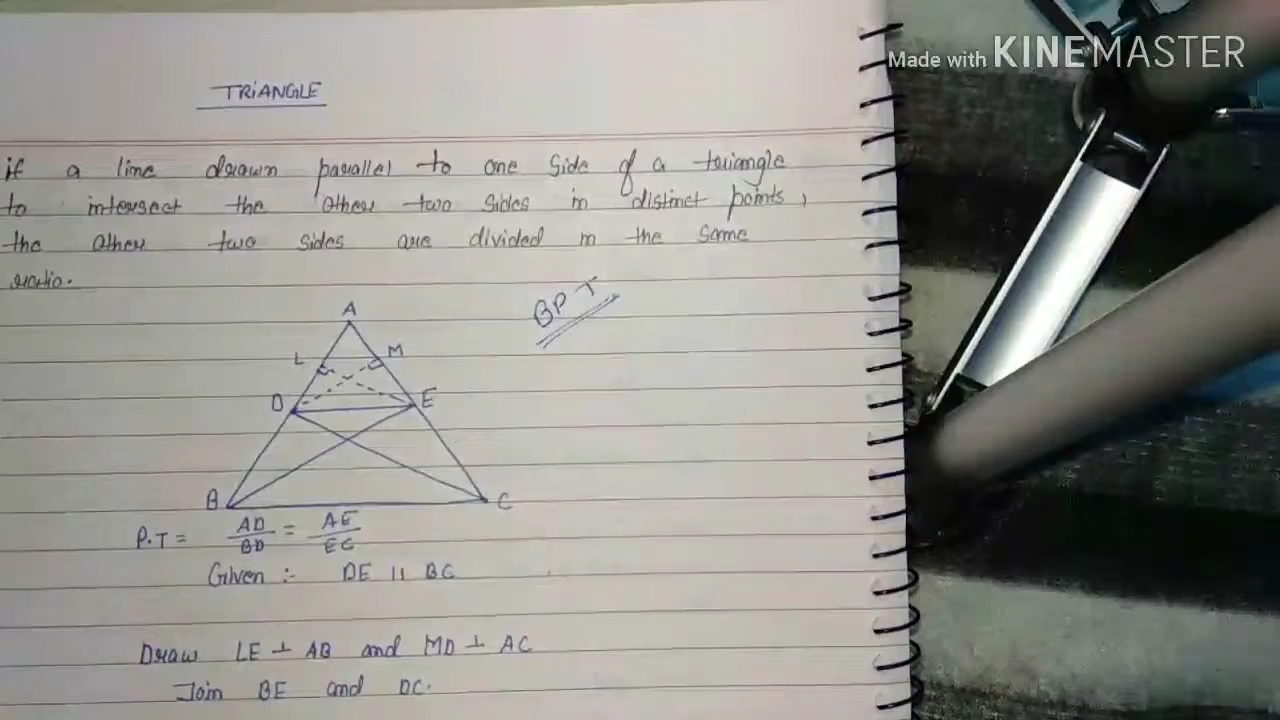 Made with KINEMASTER
TRIANGLE
if a line drawn parallel to one side of a triangle
to intersect the other two sides in distinct points,
the other two sides are divided in the same
ratio.
BPT
A
L M
D E
B C
P.T = AD/BD = AE/EC
Given :- DE || BC
Draw LE ⊥ AB and MD ⊥ AC
Join BE and DC.